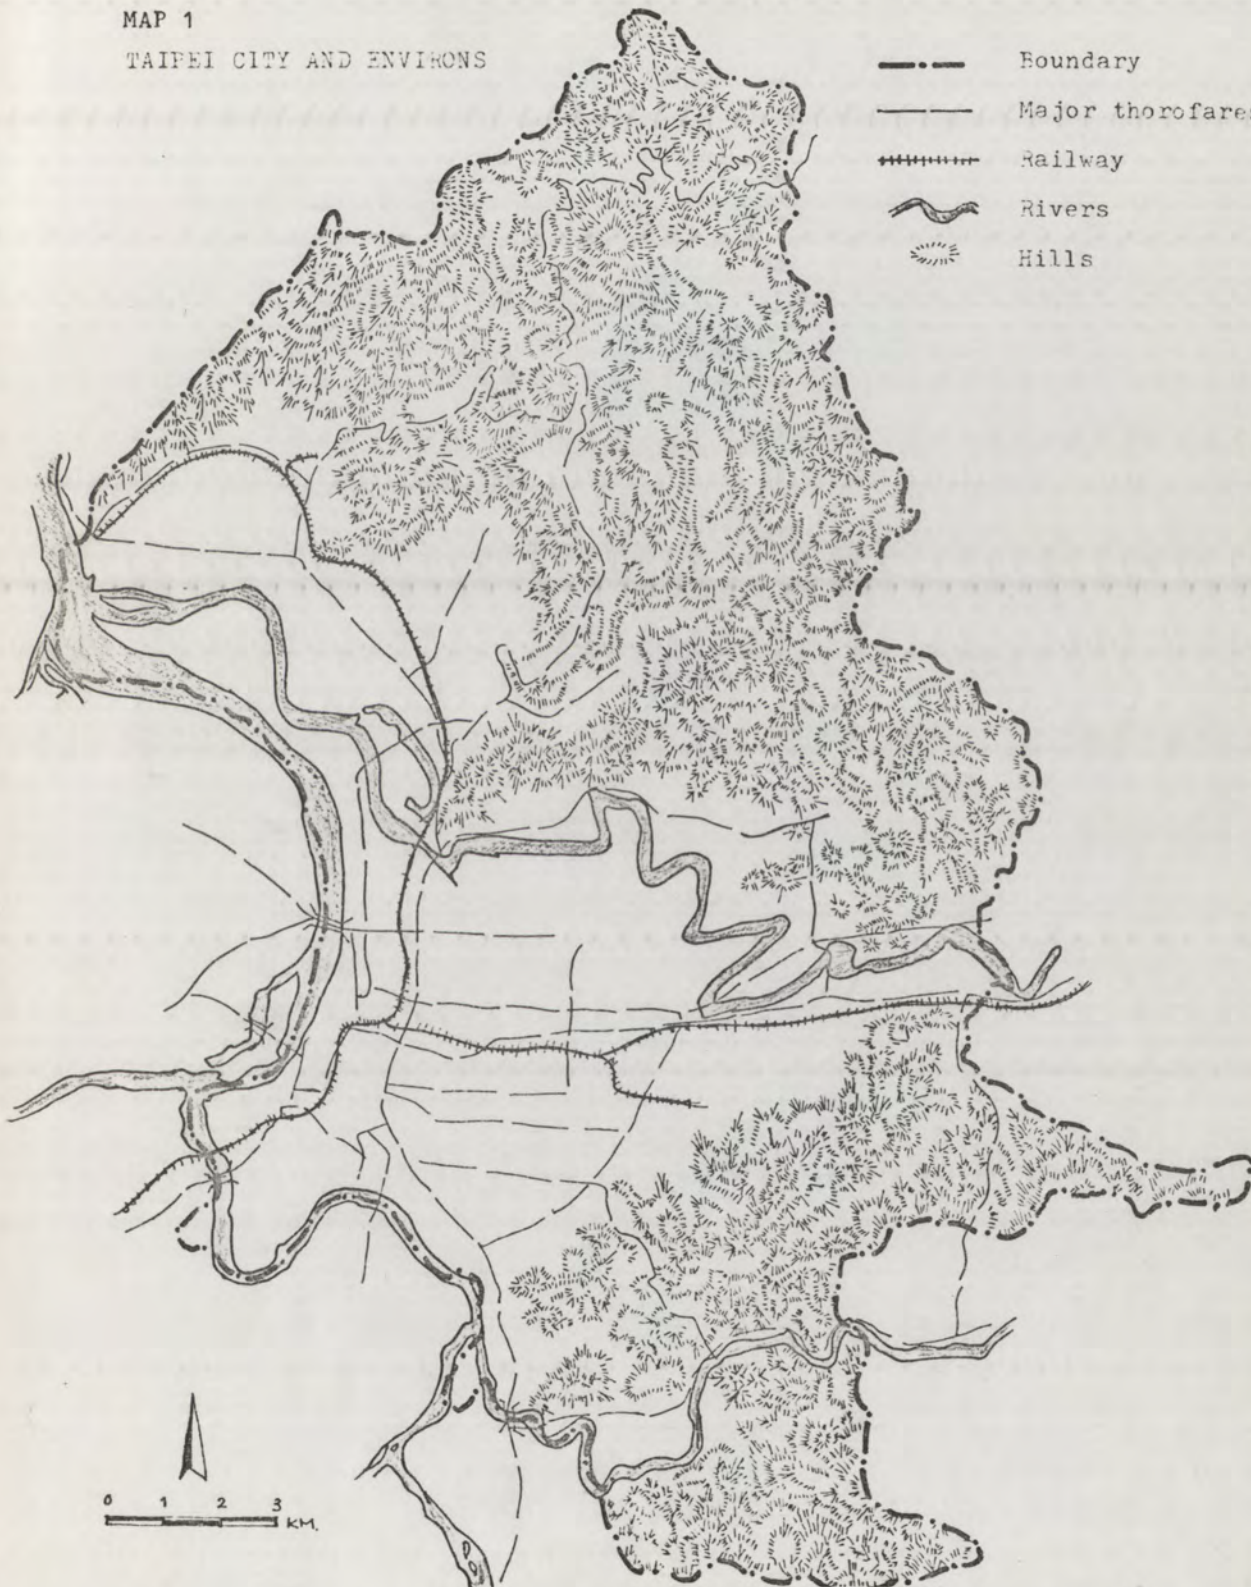 MAP 1
TAIPEI CITY AND ENVIRONS
Boundary
Major thorofares
Railway
Rivers
Hills
0 1 2 3 KM.